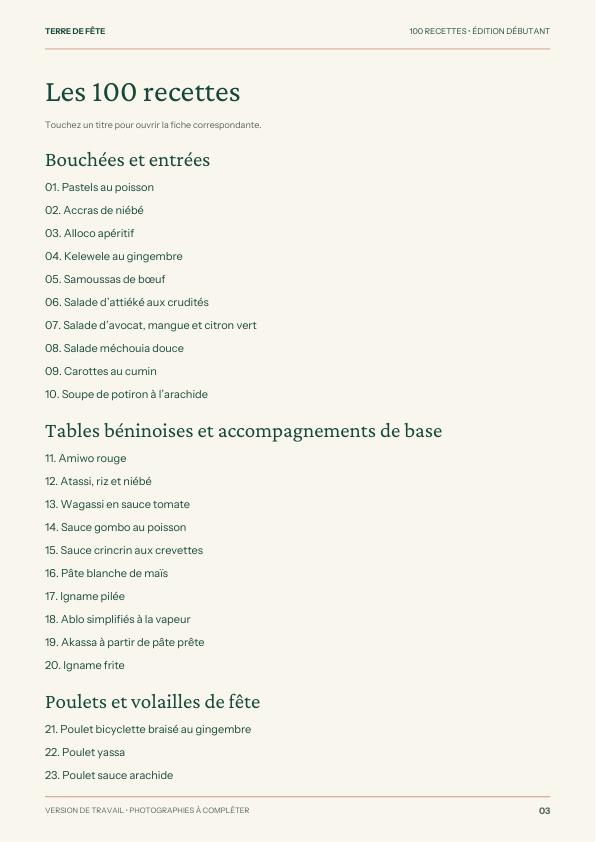 TERRE DE FÊTE
100 RECETTES • ÉDITION DÉBUTANT
Les 100 recettes
Touchez un titre pour ouvrir la fiche correspondante.
Bouchées et entrées
01. Pastels au poisson
02. Accras de niébé
03. Alloco apéritif
04. Kelewele au gingembre
05. Samoussas de bœuf
06. Salade d’attiéké aux crudités
07. Salade d’avocat, mangue et citron vert
08. Salade méchouia douce
09. Carottes au cumin
10. Soupe de potiron à l’arachide
Tables béninoises et accompagnements de base
11. Amiwo rouge
12. Atassi, riz et niébé
13. Wagassi en sauce tomate
14. Sauce gombo au poisson
15. Sauce crincrin aux crevettes
16. Pâte blanche de maïs
17. Igname pilée
18. Ablo simplifiés à la vapeur
19. Akassa à partir de pâte prête
20. Igname frite
Poulets et volailles de fête
21. Poulet bicyclette braisé au gingembre
22. Poulet yassa
23. Poulet sauce arachide
VERSION DE TRAVAIL • PHOTOGRAPHIES À COMPLÉTER
03